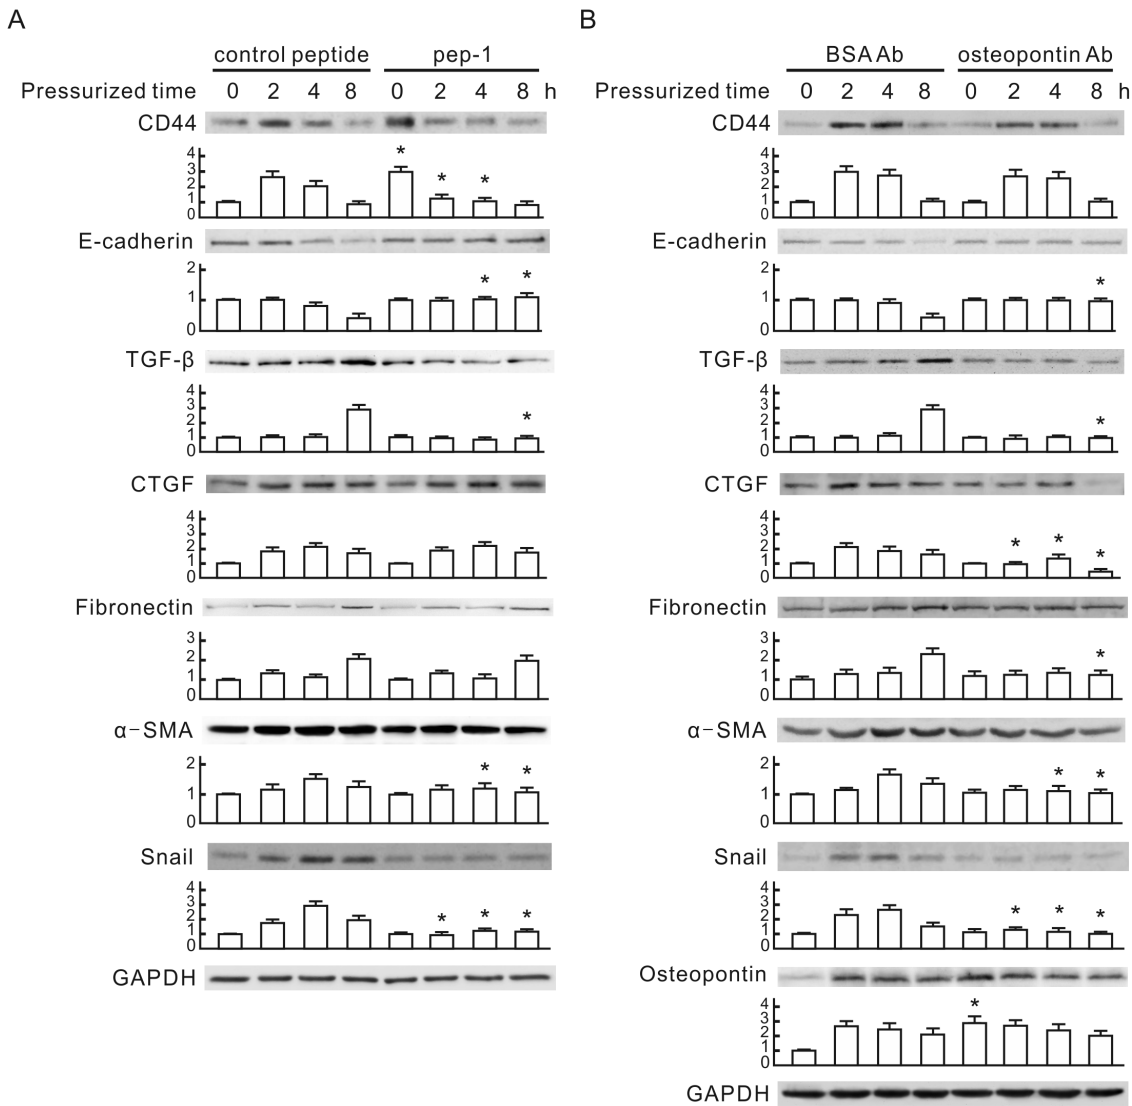 A
control peptide pep-1
Pressurized time 0 2 4 8 0 2 4 8 h
CD44
4
3
2
1
0
* * *
E-cadherin
2
1
0
* *
TGF-β
4
3
2
1
0
*
CTGF
4
3
2
1
0
Fibronectin
3
2
1
0
α-SMA
2
1
0
* *
Snail
4
3
2
1
0
* * *
GAPDH
B
BSA Ab osteopontin Ab
Pressurized time 0 2 4 8 0 2 4 8 h
CD44
4
3
2
1
0
E-cadherin
2
1
0
*
TGF-β
4
3
2
1
0
*
CTGF
4
3
2
1
0
* * *
Fibronectin
3
2
1
0
*
α-SMA
2
1
0
* *
Snail
4
3
2
1
0
* * *
Osteopontin
4
3
2
1
0
*
GAPDH